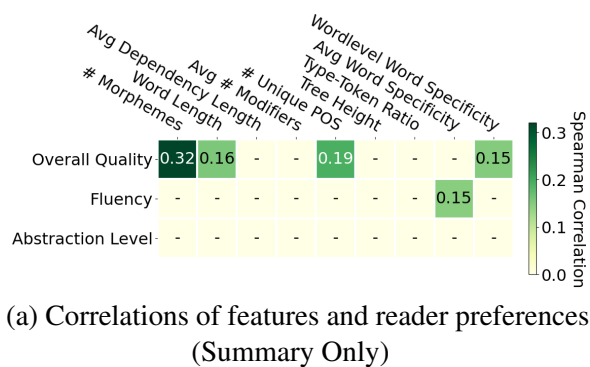 # Morphemes
Word Length
Avg Dependency Length
Avg # Modifiers
# Unique POS
Tree Height
Type-Token Ratio
Avg Word Specificity
Wordlevel Word Specificity
Overall Quality 0.32 0.16 - - 0.19 - - - 0.15
Fluency - - - - - - - 0.15 -
Abstraction Level - - - - - - - - -
0.3
0.2
0.1
0.0
Spearman Correlation
(a) Correlations of features and reader preferences
(Summary Only)